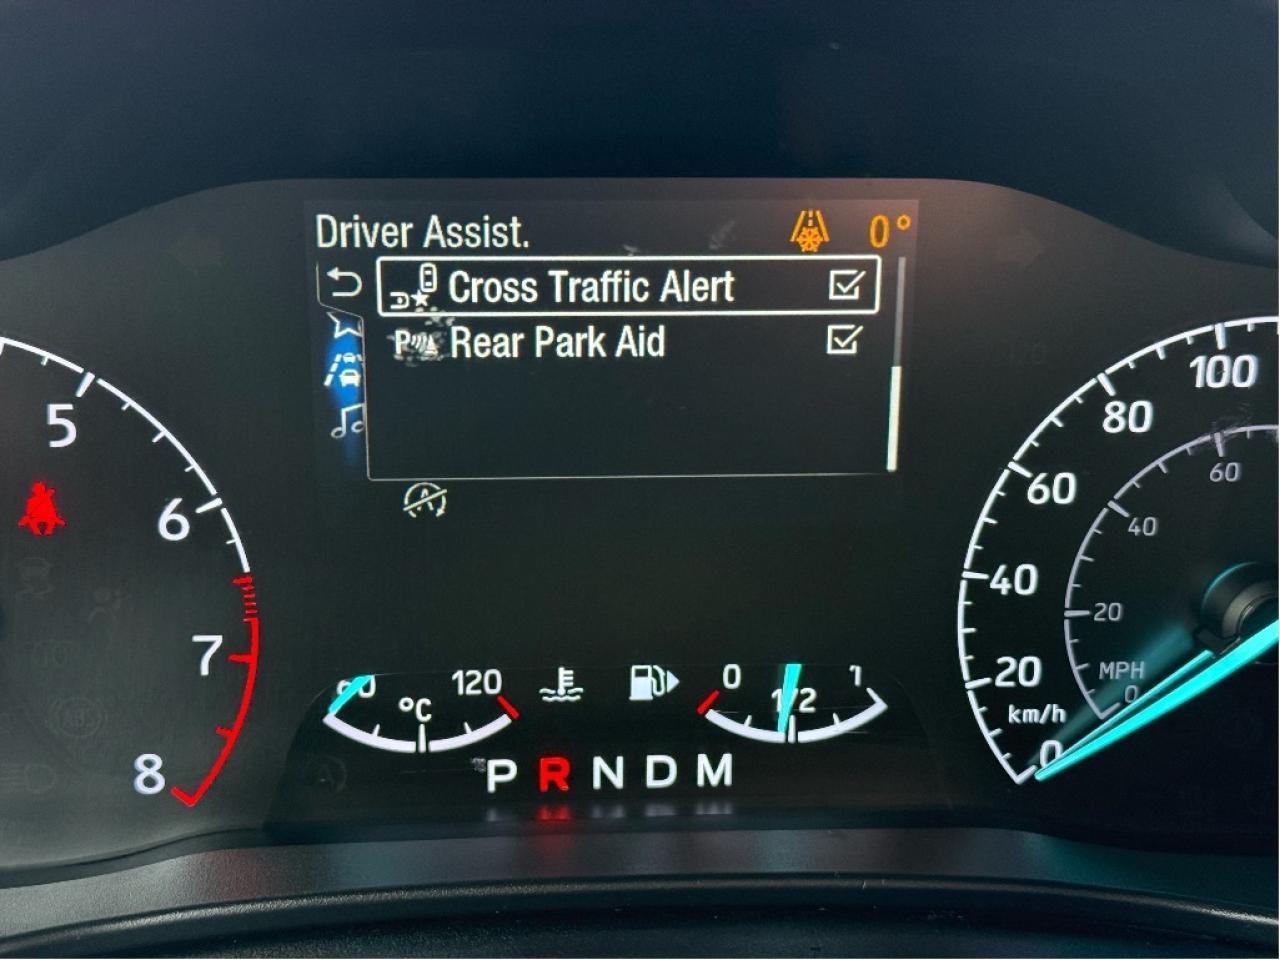 Driver Assist. 0°
Cross Traffic Alert
P Rear Park Aid
A
5
6
7
8
60 120
°C
0 1/2 1
P R N D M
100
80
60
40
20
0
km/h
60
40
20
0
MPH